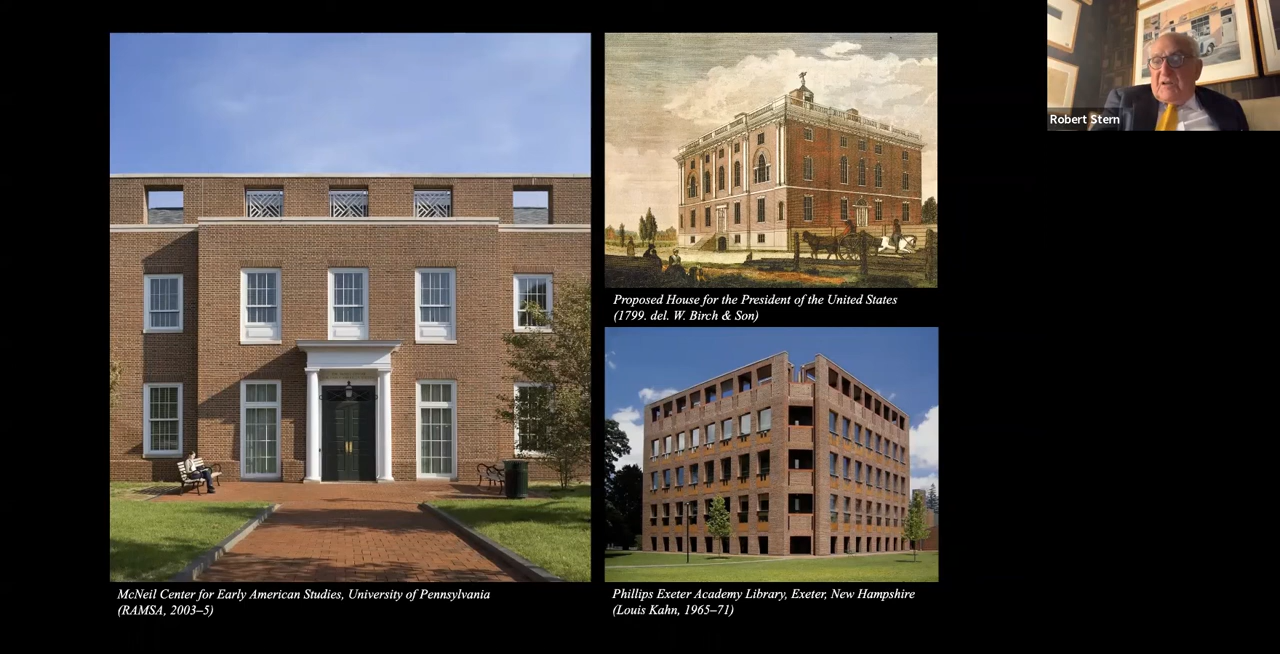 Robert Stern
Proposed House for the President of the United States
(1799. del. W. Birch & Son)
McNeil Center for Early American Studies, University of Pennsylvania
(RAMSA, 2003–5)
Phillips Exeter Academy Library, Exeter, New Hampshire
(Louis Kahn, 1965–71)